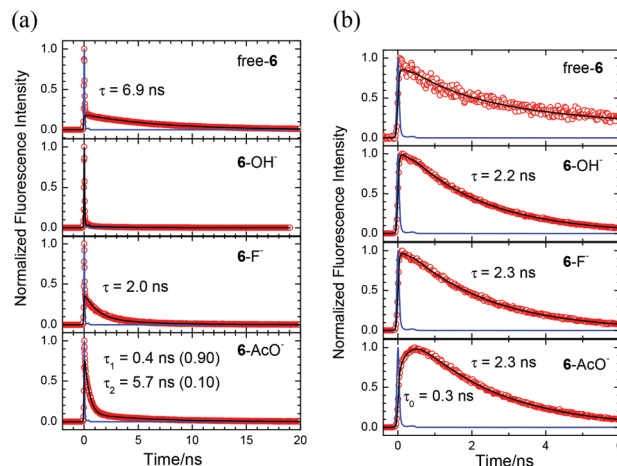 (a)
Normalized Fluorescence Intensity
1.0
0.5
0.0
free-6
τ = 6.9 ns
1.0
0.5
0.0
6-OH⁻
1.0
0.5
0.0
6-F⁻
τ = 2.0 ns
1.0
0.5
0.0
6-AcO⁻
τ₁ = 0.4 ns (0.90)
τ₂ = 5.7 ns (0.10)
0 5 10 15 20
Time/ns
(b)
Normalized Fluorescence Intensity
1.0
0.5
0.0
free-6
1.0
0.5
0.0
6-OH⁻
τ = 2.2 ns
1.0
0.5
0.0
6-F⁻
τ = 2.3 ns
1.0
0.5
0.0
6-AcO⁻
τ = 2.3 ns
τ₀ = 0.3 ns
0 2 4 6
Time/ns